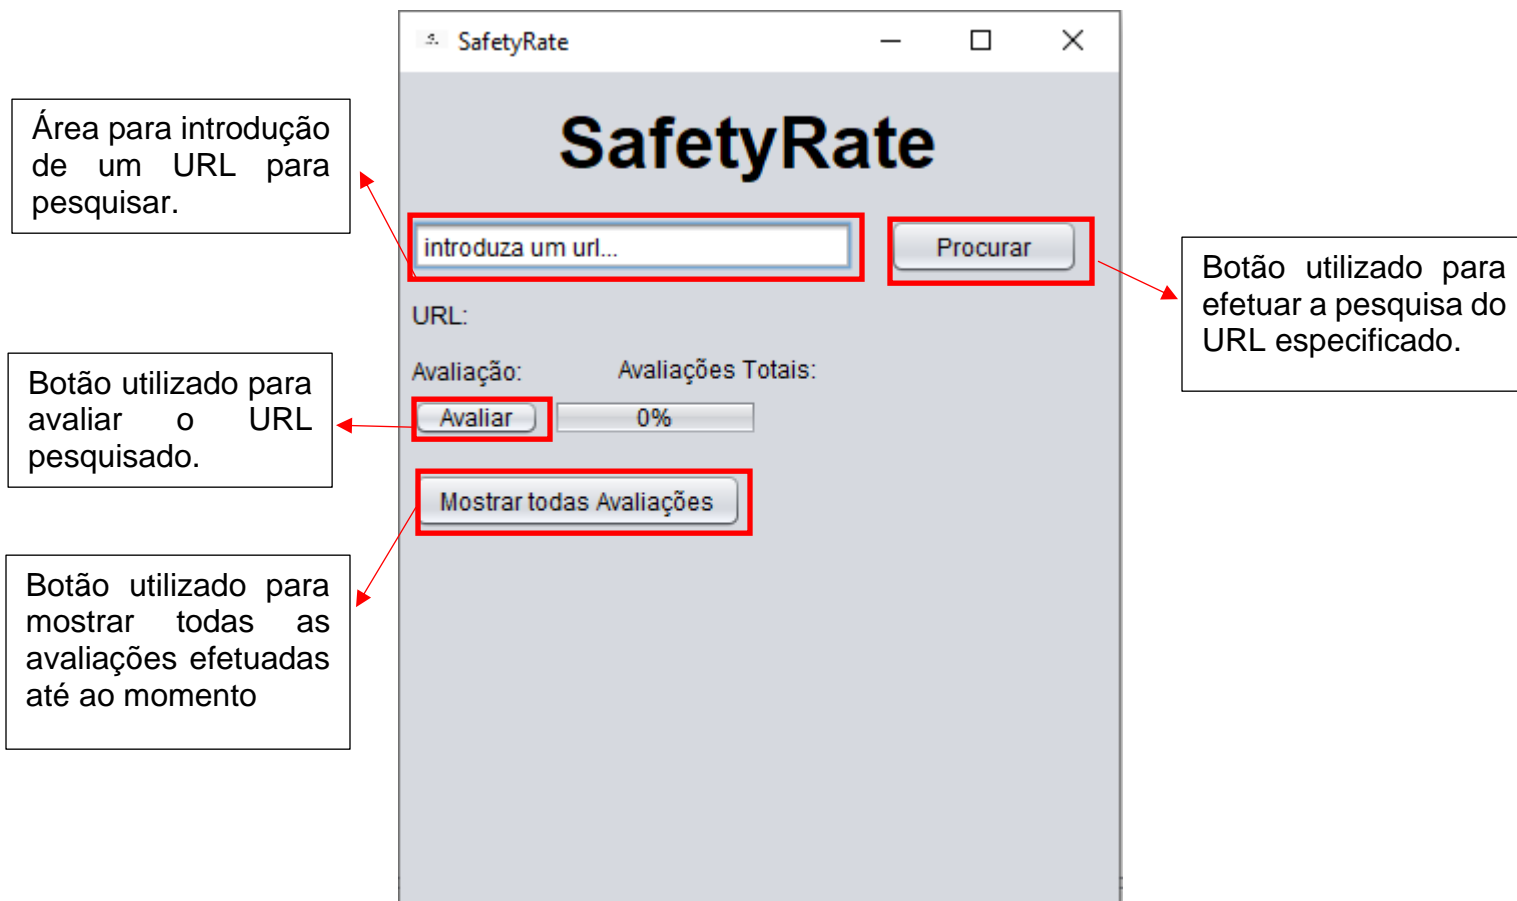 SafetyRate
SafetyRate
Área para introdução
de um URL para
pesquisar.
introduza um url...
Procurar
Botão utilizado para
efetuar a pesquisa do
URL especificado.
URL:
Avaliação:
Avaliações Totais:
Botão utilizado para
avaliar o URL
pesquisado.
Avaliar
0%
Mostrar todas Avaliações
Botão utilizado para
mostrar todas as
avaliações efetuadas
até ao momento